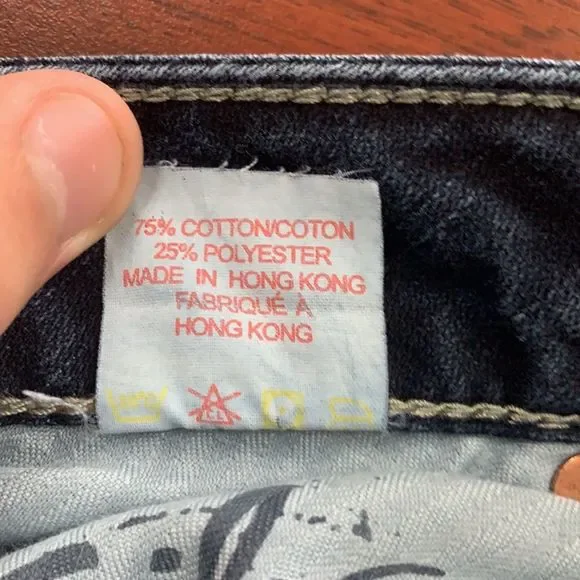 75% COTTON/COTON
25% POLYESTER
MADE IN HONG KONG
FABRIQUÉ À
HONG KONG